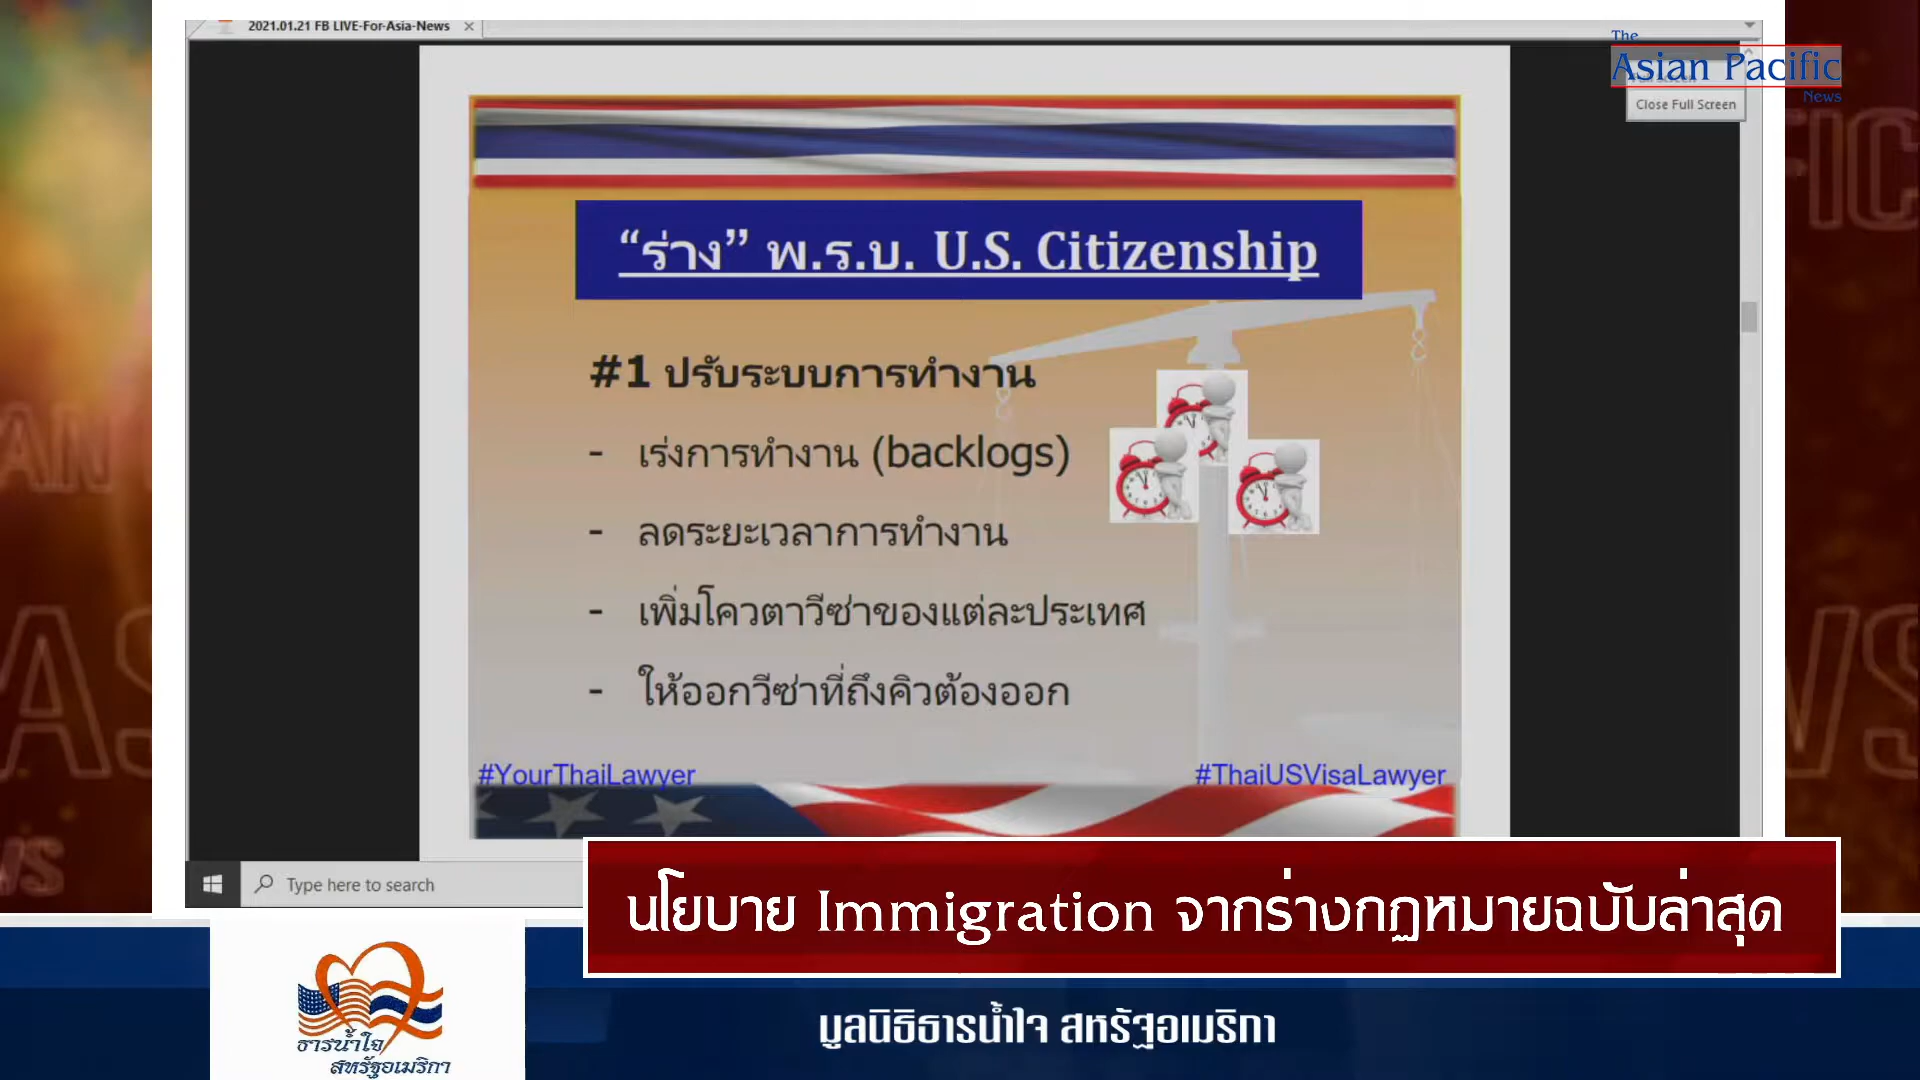 2021.01.21 FB LIVE-For-Asia-News
The
Asian Pacific
News
Close Full Screen
“ร่าง” พ.ร.บ. U.S. Citizenship
#1 ปรับระบบการทำงาน
- เร่งการทำงาน (backlogs)
- ลดระยะเวลาการทำงาน
- เพิ่มโควตาวีซ่าของแต่ละประเทศ
- ให้ออกวีซ่าที่ถึงคิวต้องออก
#YourThaiLawyer
#ThaiUSVisaLawyer
Type here to search
นโยบาย Immigration จากร่างกฏหมายฉบับล่าสุด
ธารน้ำใจ
สหรัฐอเมริกา
มูลนิธิธารน้ำใจ สหรัฐอเมริกา